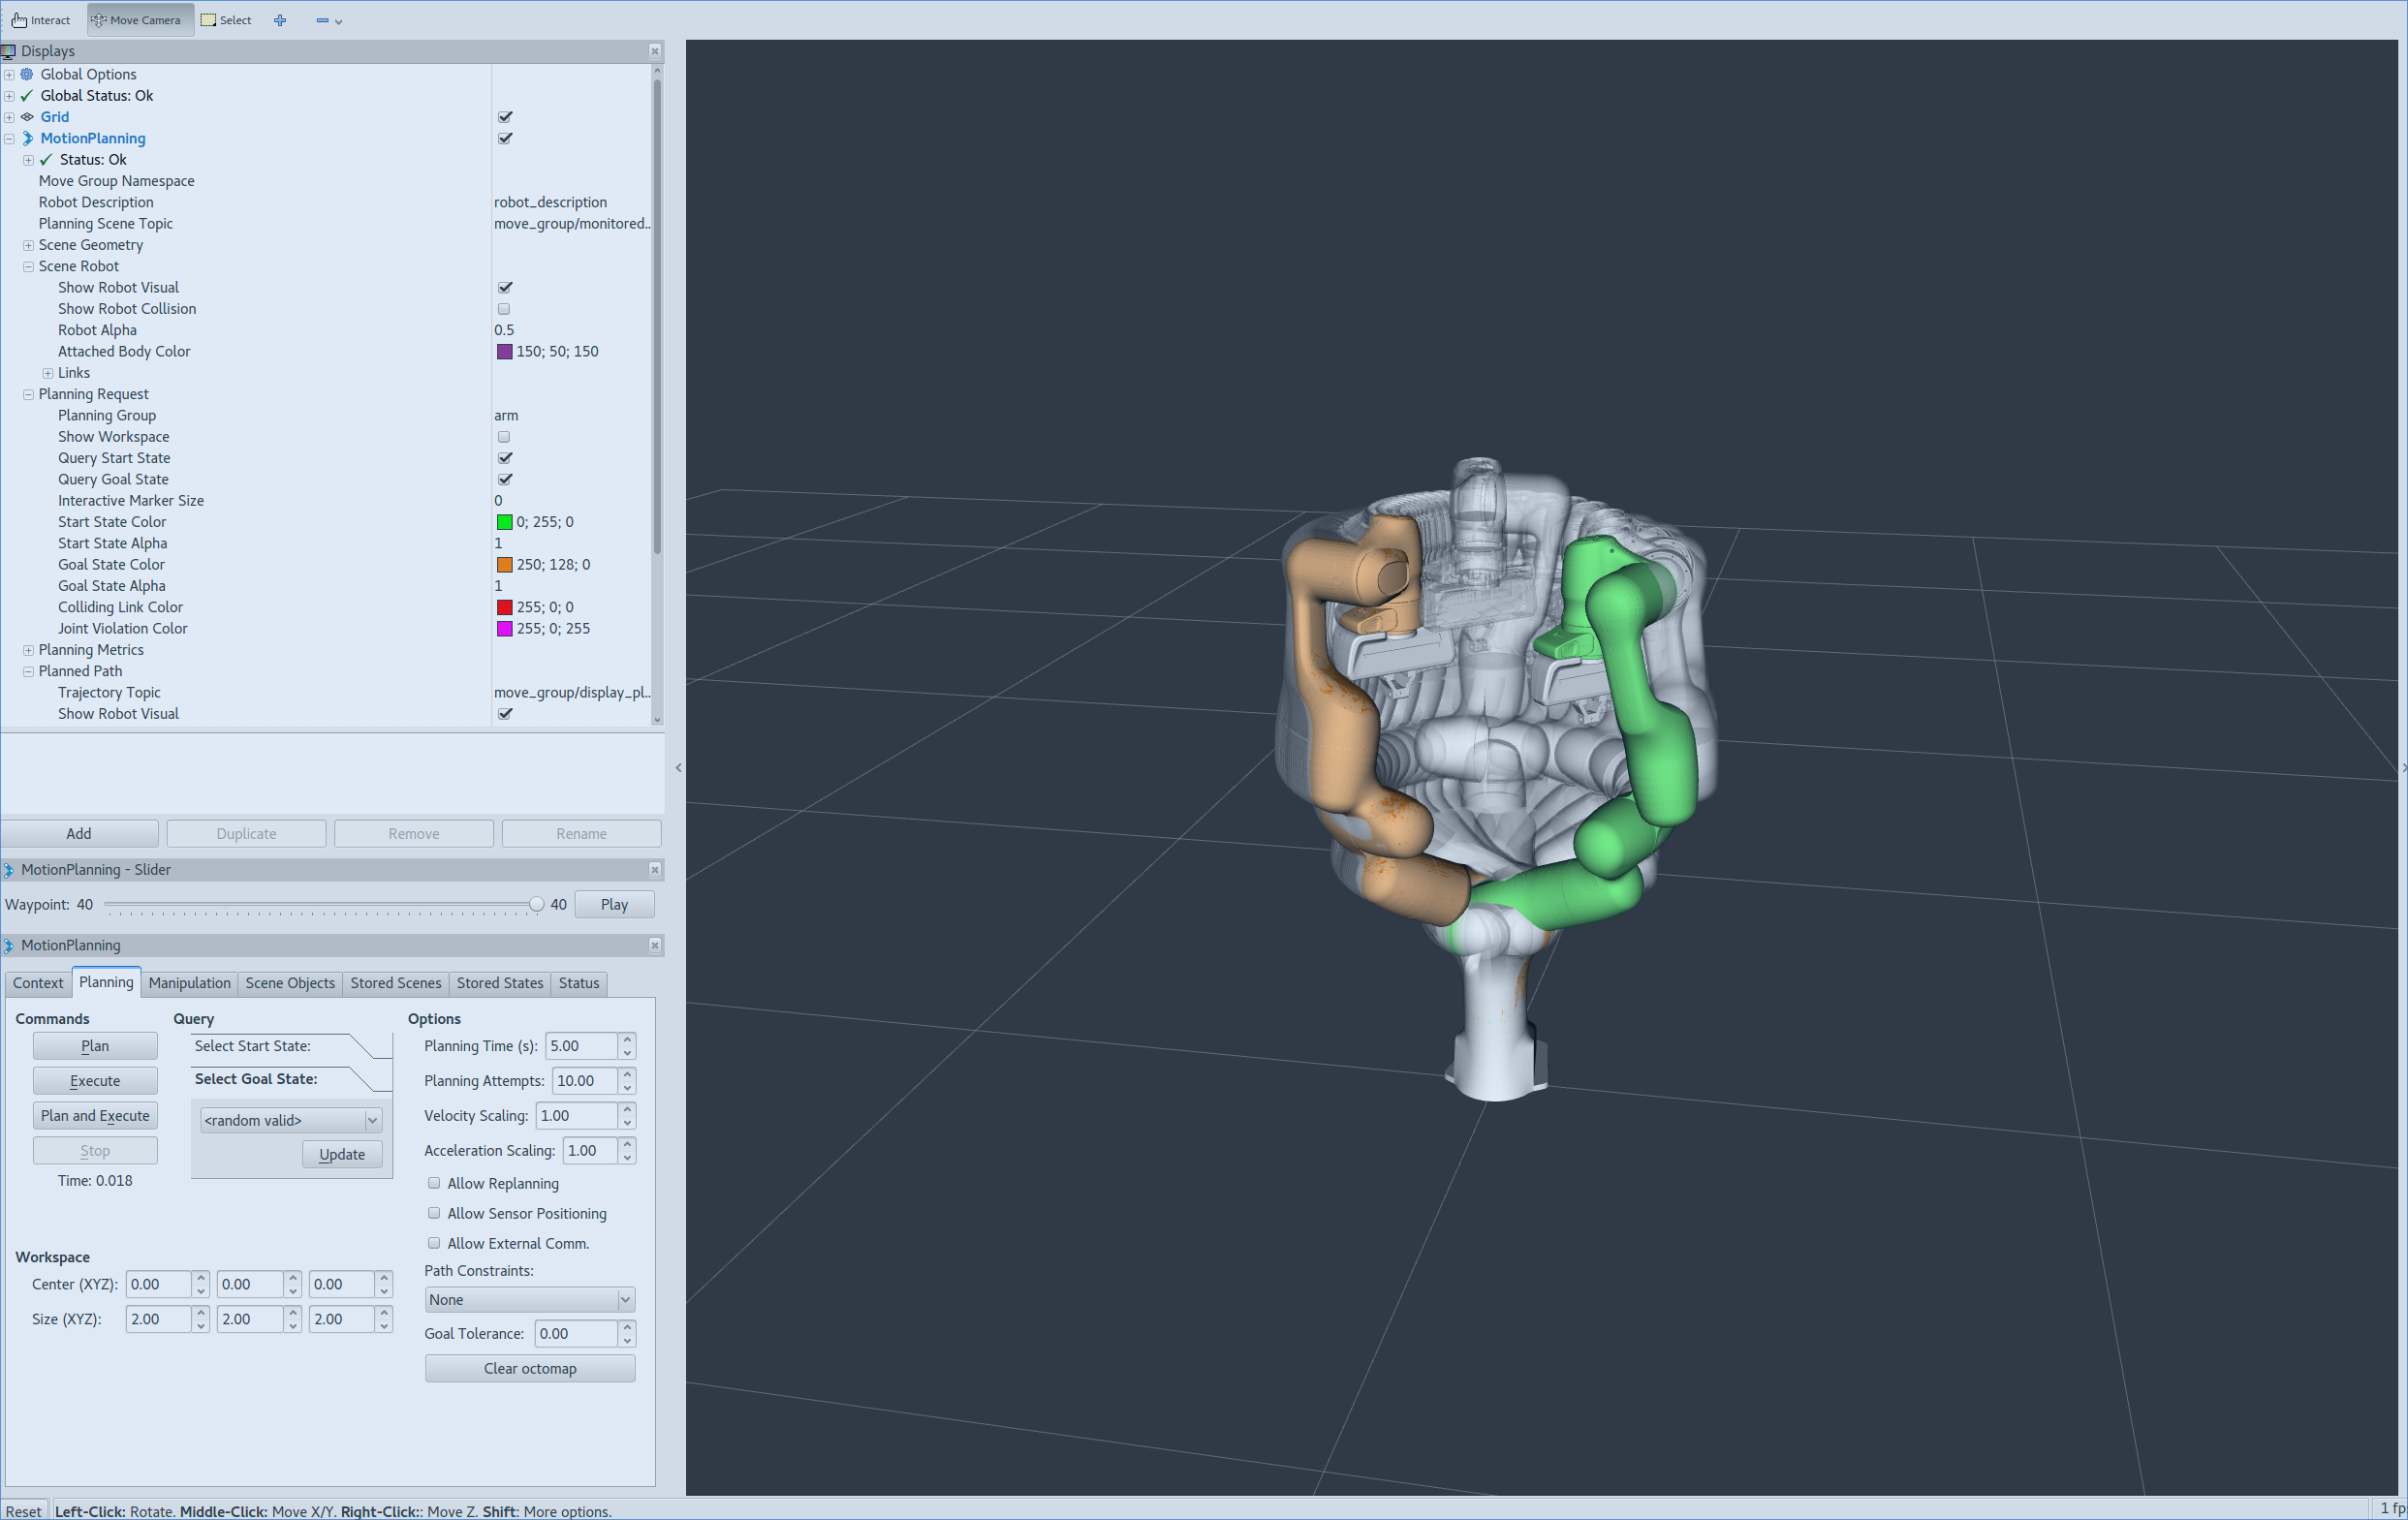 Interact Move Camera Select
Displays
Global Options
Global Status: Ok
Grid
MotionPlanning
Status: Ok
Move Group Namespace
Robot Description robot_description
Planning Scene Topic move_group/monitored..
Scene Geometry
Scene Robot
Show Robot Visual
Show Robot Collision
Robot Alpha 0.5
Attached Body Color 150; 50; 150
Links
Planning Request
Planning Group arm
Show Workspace
Query Start State
Query Goal State
Interactive Marker Size 0
Start State Color 0; 255; 0
Start State Alpha 1
Goal State Color 250; 128; 0
Goal State Alpha 1
Colliding Link Color 255; 0; 0
Joint Violation Color 255; 0; 255
Planning Metrics
Planned Path
Trajectory Topic move_group/display_pl..
Show Robot Visual
Add Duplicate Remove Rename
MotionPlanning - Slider
Waypoint: 40 40 Play
MotionPlanning
Context Planning Manipulation Scene Objects Stored Scenes Stored States Status
Commands Query Options
Plan Select Start State: Planning Time (s): 5.00
Execute Select Goal State: Planning Attempts: 10.00
Plan and Execute <random valid> Velocity Scaling: 1.00
Stop Update Acceleration Scaling: 1.00
Time: 0.018 Allow Replanning
Allow Sensor Positioning
Allow External Comm.
Workspace Path Constraints:
Center (XYZ): 0.00 0.00 0.00 None
Size (XYZ): 2.00 2.00 2.00 Goal Tolerance: 0.00
Clear octomap
Reset Left-Click: Rotate. Middle-Click: Move X/Y. Right-Click:: Move Z. Shift: More options. 1 fp